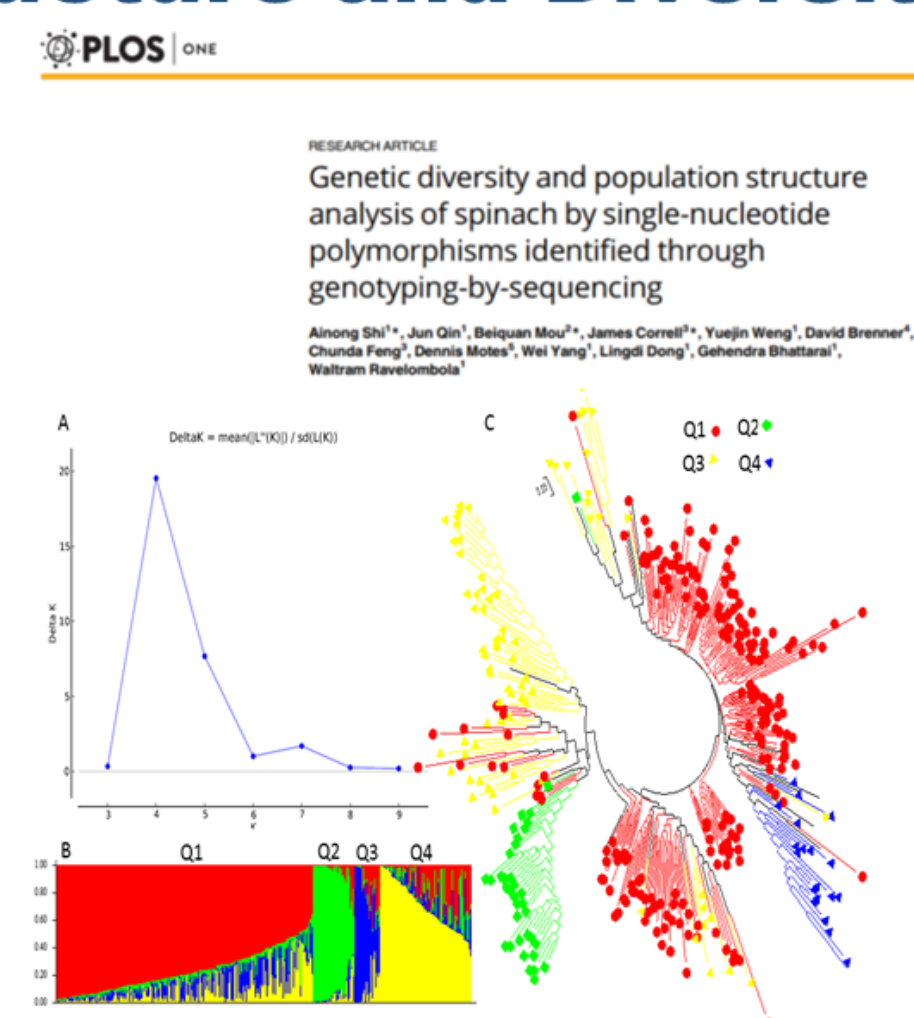 PLOS ONE
RESEARCH ARTICLE
Genetic diversity and population structure
analysis of spinach by single-nucleotide
polymorphisms identified through
genotyping-by-sequencing
Ainong Shi1*, Jun Qin1, Beiquan Mou2*, James Correll3*, Yuejin Weng1, David Brenner4,
Chunda Feng3, Dennis Motes5, Wei Yang1, Lingdi Dong1, Gehendra Bhattarai1,
Waltram Ravelombola1
A
DeltaK = mean(|L"(K)|) / sd(L(K))
20
15
10
5
0
Delta K
3 4 5 6 7 8 9
K
B Q1 Q2 Q3 Q4
1.00
0.80
0.60
0.40
0.20
0.00
C
Q1 Q2
Q3 Q4